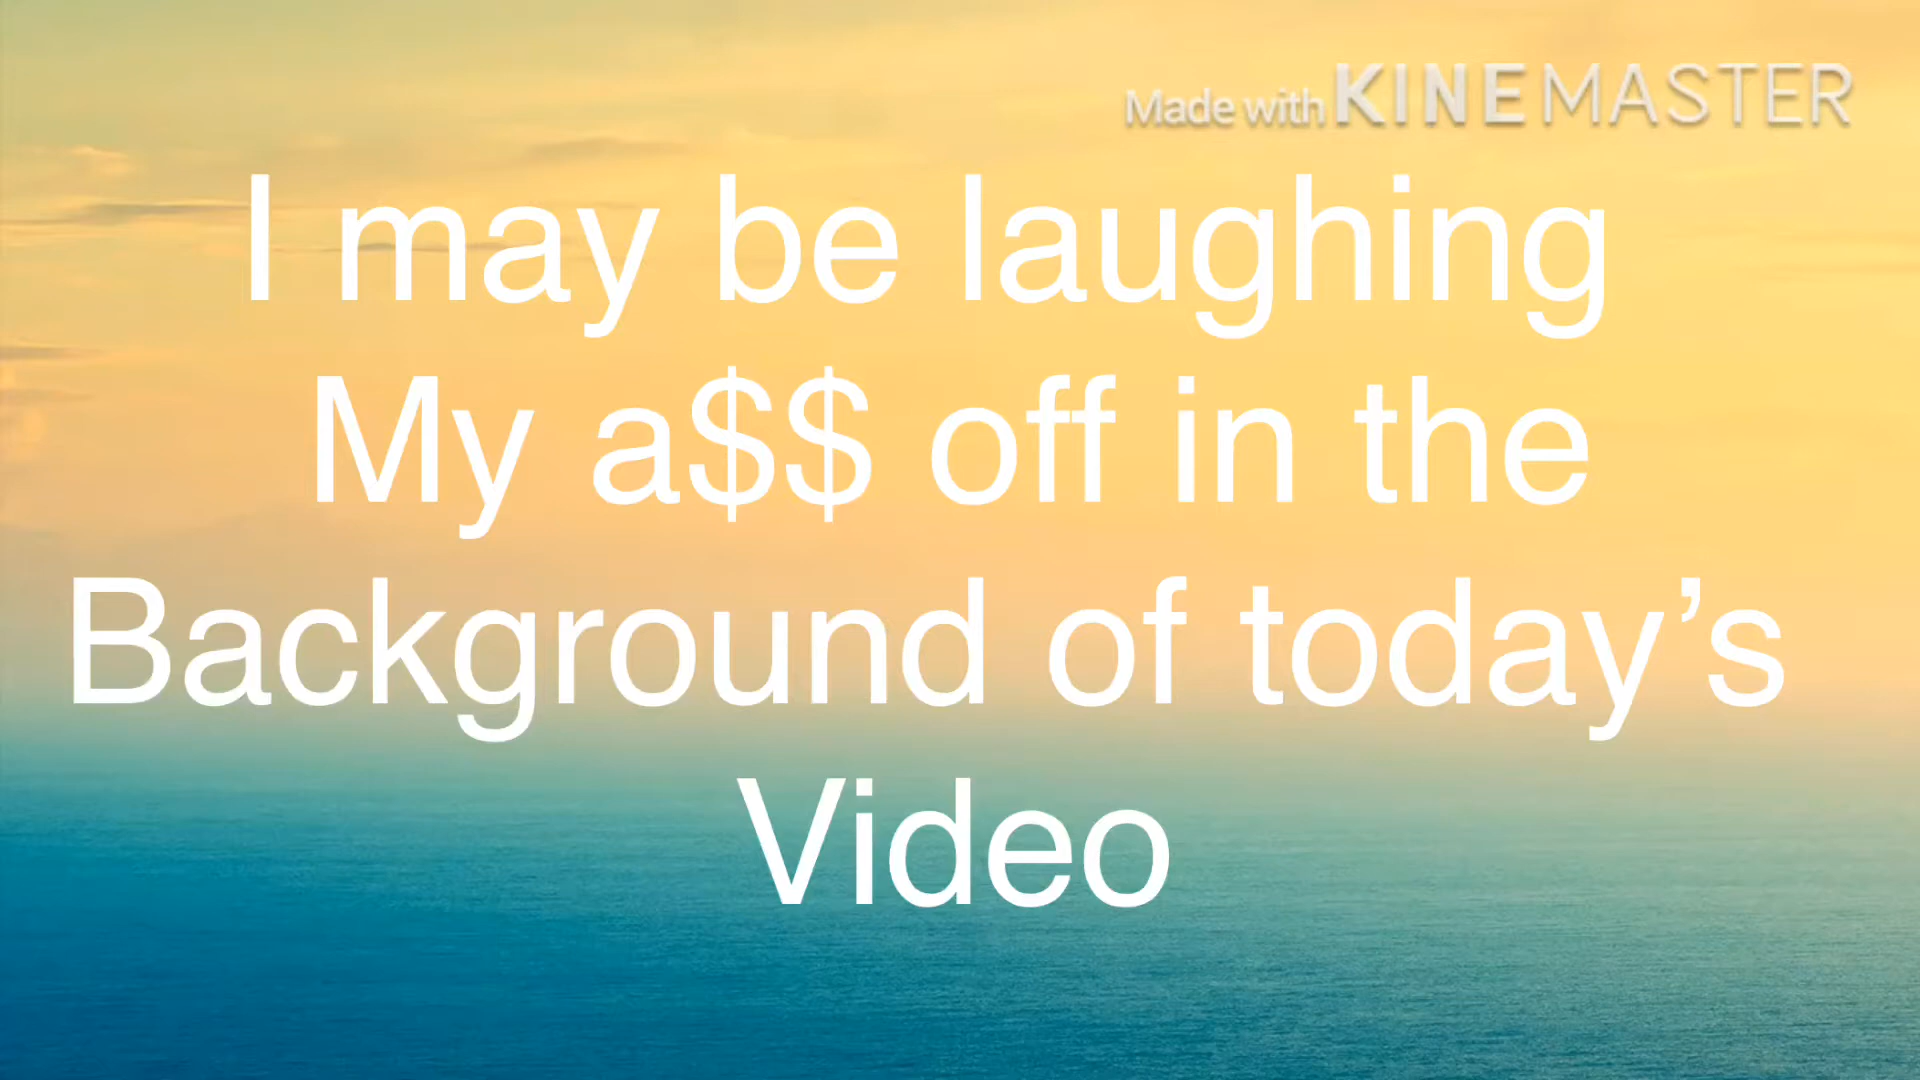 Made with KINEMASTER
I may be laughing
My a$$ off in the
Background of today’s
Video